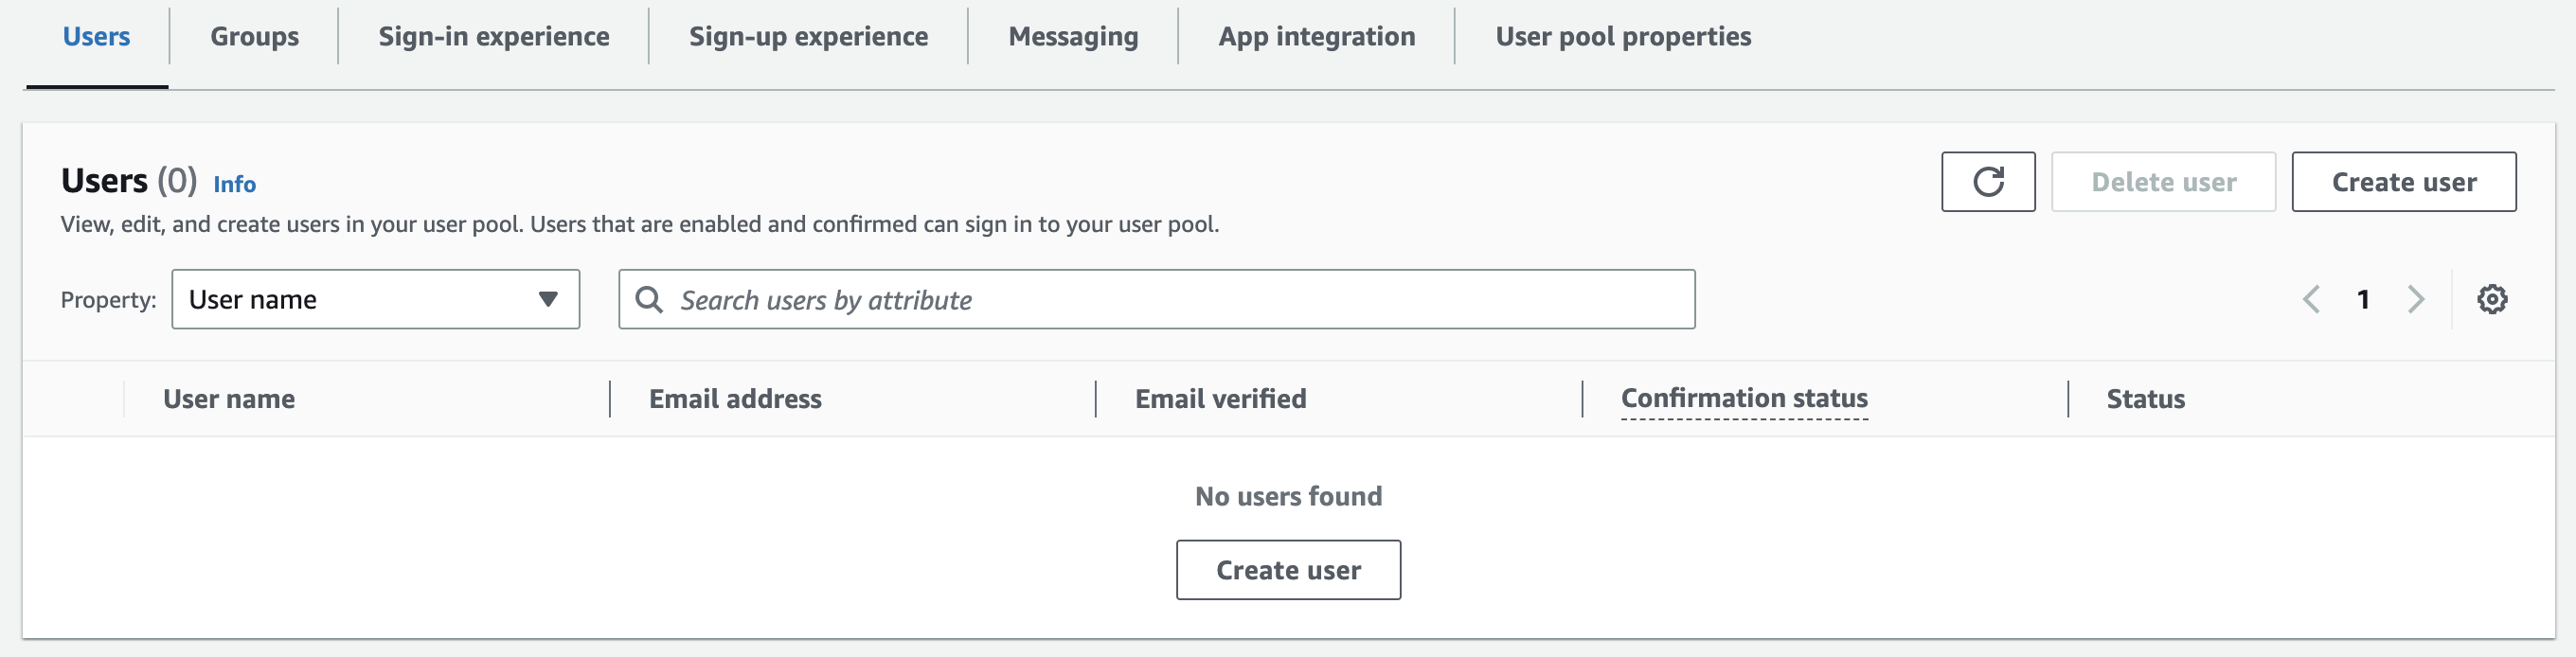 Users Groups Sign-in experience Sign-up experience Messaging App integration User pool properties
Users (0) Info
Delete user Create user
View, edit, and create users in your user pool. Users that are enabled and confirmed can sign in to your user pool.
Property: User name Search users by attribute 1
User name Email address Email verified Confirmation status Status
No users found
Create user